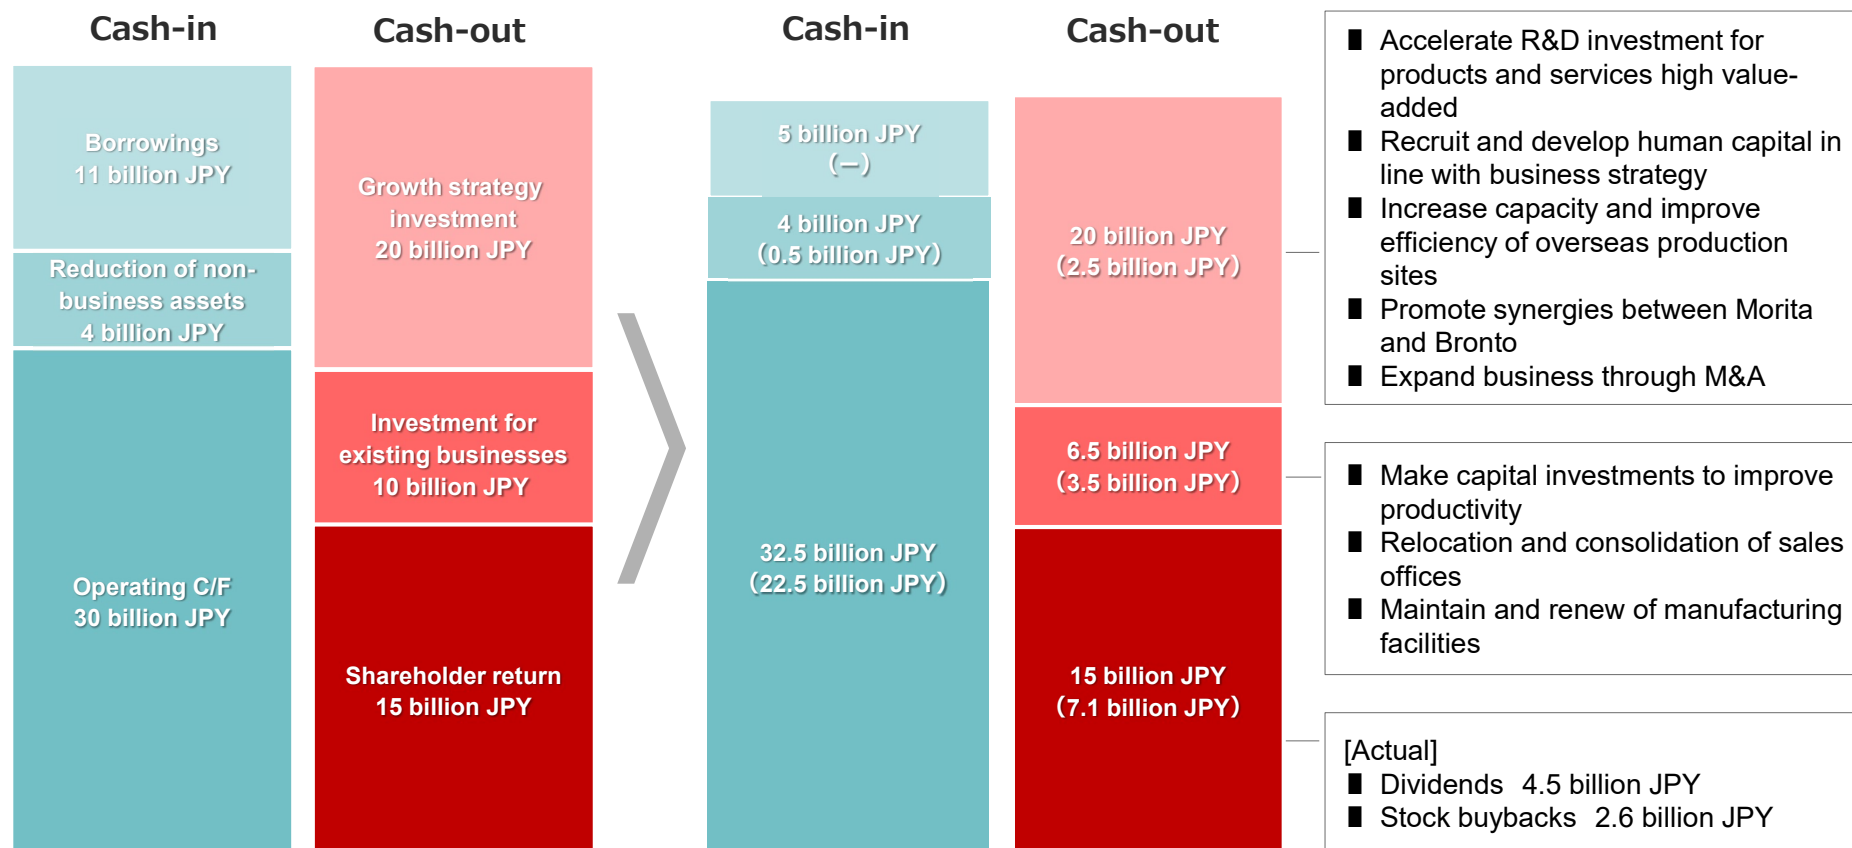 Cash-in
Borrowings
11 billion JPY
Reduction of non-
business assets
4 billion JPY
Operating C/F
30 billion JPY
Cash-out
Growth strategy
investment
20 billion JPY
Investment for
existing businesses
10 billion JPY
Shareholder return
15 billion JPY
Cash-in
5 billion JPY
(—)
4 billion JPY
(0.5 billion JPY)
32.5 billion JPY
(22.5 billion JPY)
Cash-out
20 billion JPY
(2.5 billion JPY)
6.5 billion JPY
(3.5 billion JPY)
15 billion JPY
(7.1 billion JPY)
■ Accelerate R&D investment for
products and services high value-
added
■ Recruit and develop human capital in
line with business strategy
■ Increase capacity and improve
efficiency of overseas production
sites
■ Promote synergies between Morita
and Bronto
■ Expand business through M&A
■ Make capital investments to improve
productivity
■ Relocation and consolidation of sales
offices
■ Maintain and renew of manufacturing
facilities
[Actual]
■ Dividends 4.5 billion JPY
■ Stock buybacks 2.6 billion JPY